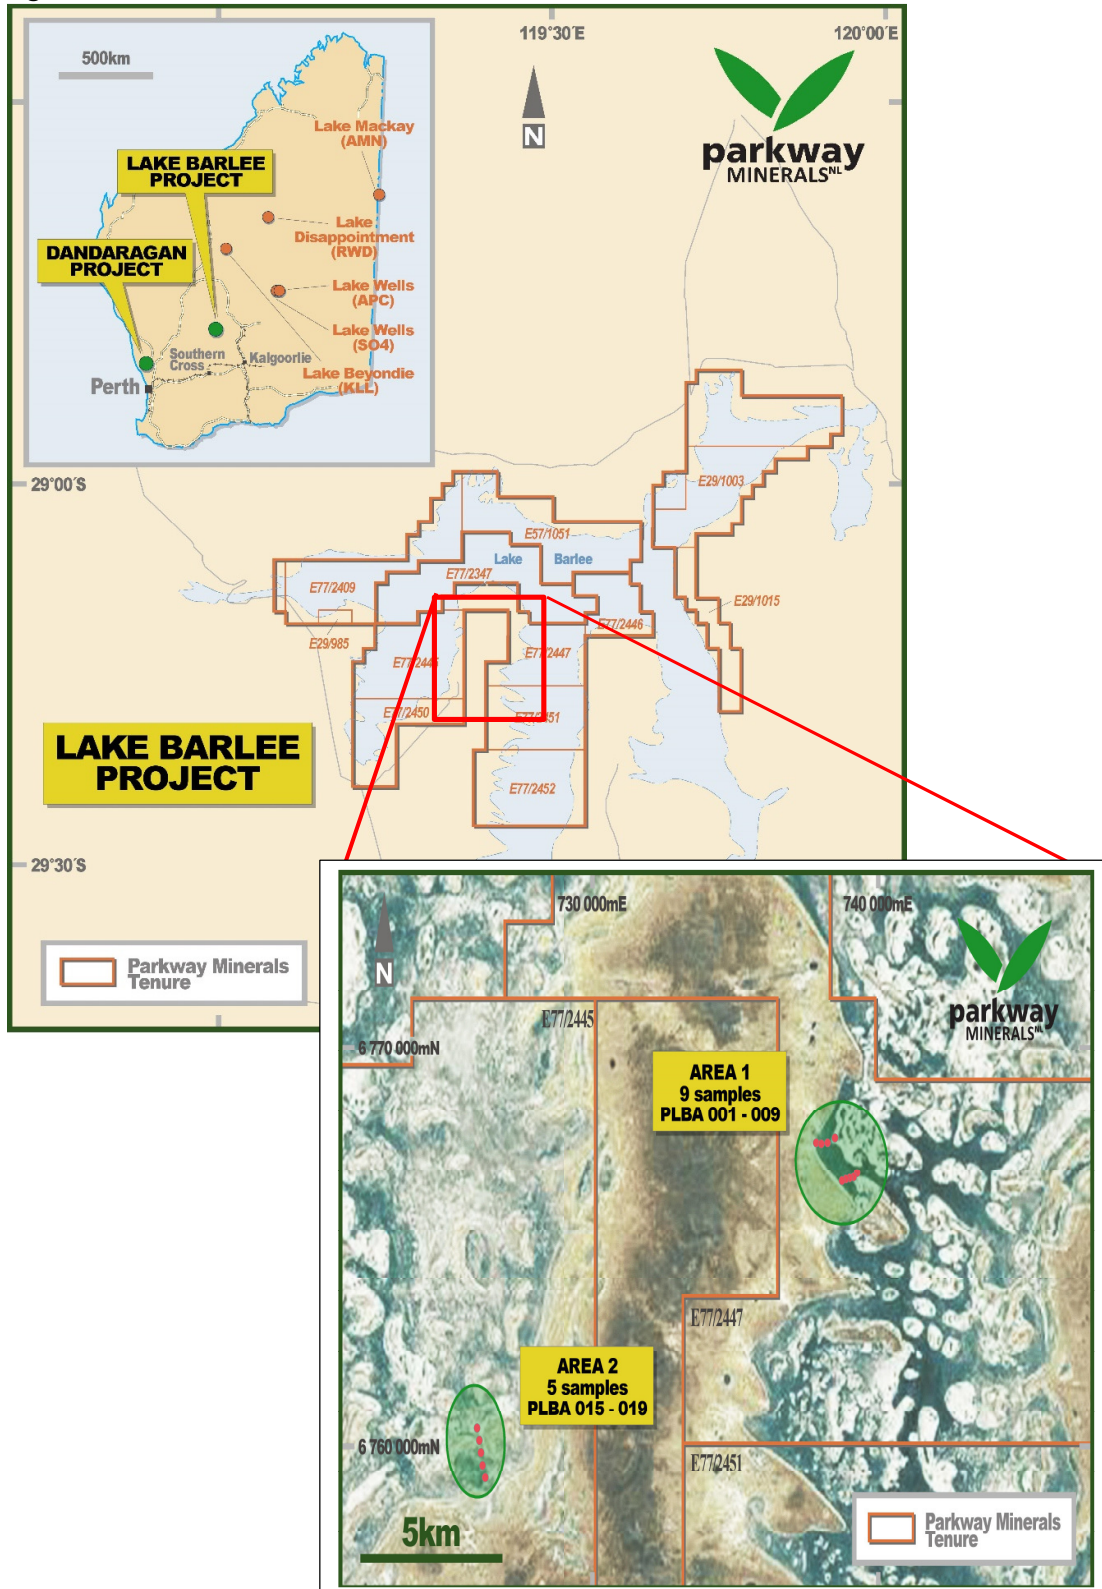 119°30´E
120°00´E
500km
N
parkway
MINERALS NL
Lake Mackay
(AMN)
LAKE BARLEE
PROJECT
Lake
Disappointment
(RWD)
DANDARAGAN
PROJECT
Lake Wells
(APC)
Lake Wells
(SO4)
Southern
Cross
Kalgoorlie
Lake Beyondie
(KLL)
Perth
29°00´S
E29/1003
E57/1051
Lake Barlee
E77/2347
E77/2409
E29/1015
E77/2446
E29/985
E77/2447
E77/2445
E77/2450
E77/2451
LAKE BARLEE
PROJECT
E77/2452
29°30´S
Parkway Minerals
Tenure
730 000mE
740 000mE
N
parkway
MINERALS NL
E77/2445
6 770 000mN
AREA 1
9 samples
PLBA 001 - 009
E77/2447
AREA 2
5 samples
PLBA 015 - 019
6 760 000mN
E77/2451
5km
Parkway Minerals
Tenure